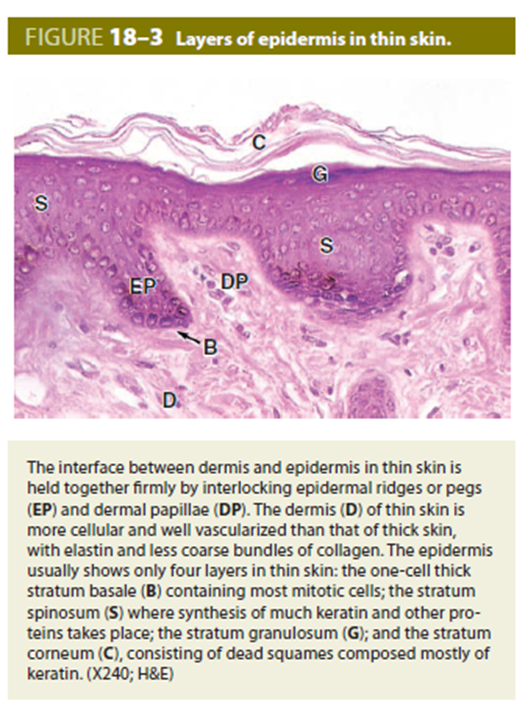 FIGURE 18–3 Layers of epidermis in thin skin.
C
G
S
S
EP
DP
B
D
The interface between dermis and epidermis in thin skin is
held together firmly by interlocking epidermal ridges or pegs
(EP) and dermal papillae (DP). The dermis (D) of thin skin is
more cellular and well vascularized than that of thick skin,
with elastin and less coarse bundles of collagen. The epidermis
usually shows only four layers in thin skin: the one-cell thick
stratum basale (B) containing most mitotic cells; the stratum
spinosum (S) where synthesis of much keratin and other pro-
teins takes place; the stratum granulosum (G); and the stratum
corneum (C), consisting of dead squames composed mostly of
keratin. (X240; H&E)